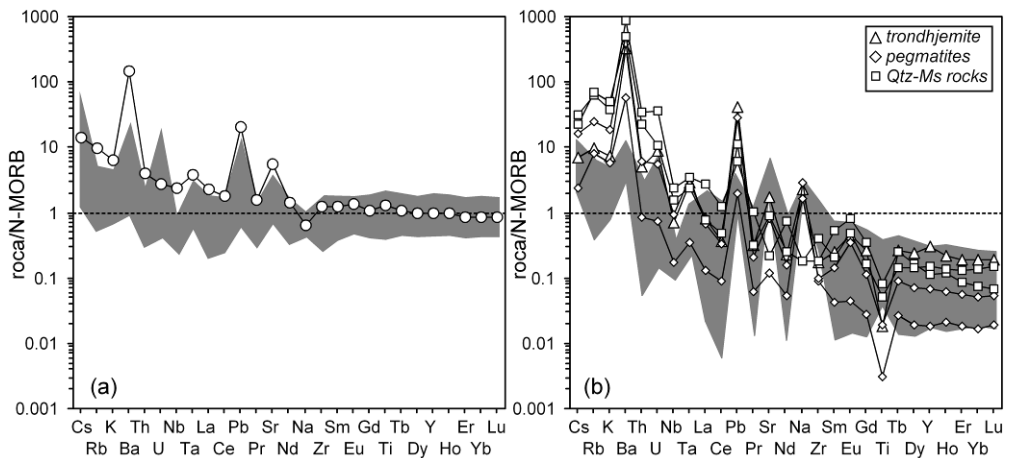 1000
100
10
1
0.1
0.01
0.001
roca/N-MORB
(a)
Cs K Th Nb La Pb Sr Na Sm Gd Tb Y Er Lu
Rb Ba U Ta Ce Pr Nd Zr Eu Ti Dy Ho Yb
1000
100
10
1
0.1
0.01
0.001
roca/N-MORB
(b)
trondhjemite
pegmatites
Qtz-Ms rocks
Cs K Th Nb La Pb Sr Na Sm Gd Tb Y Er Lu
Rb Ba U Ta Ce Pr Nd Zr Eu Ti Dy Ho Yb